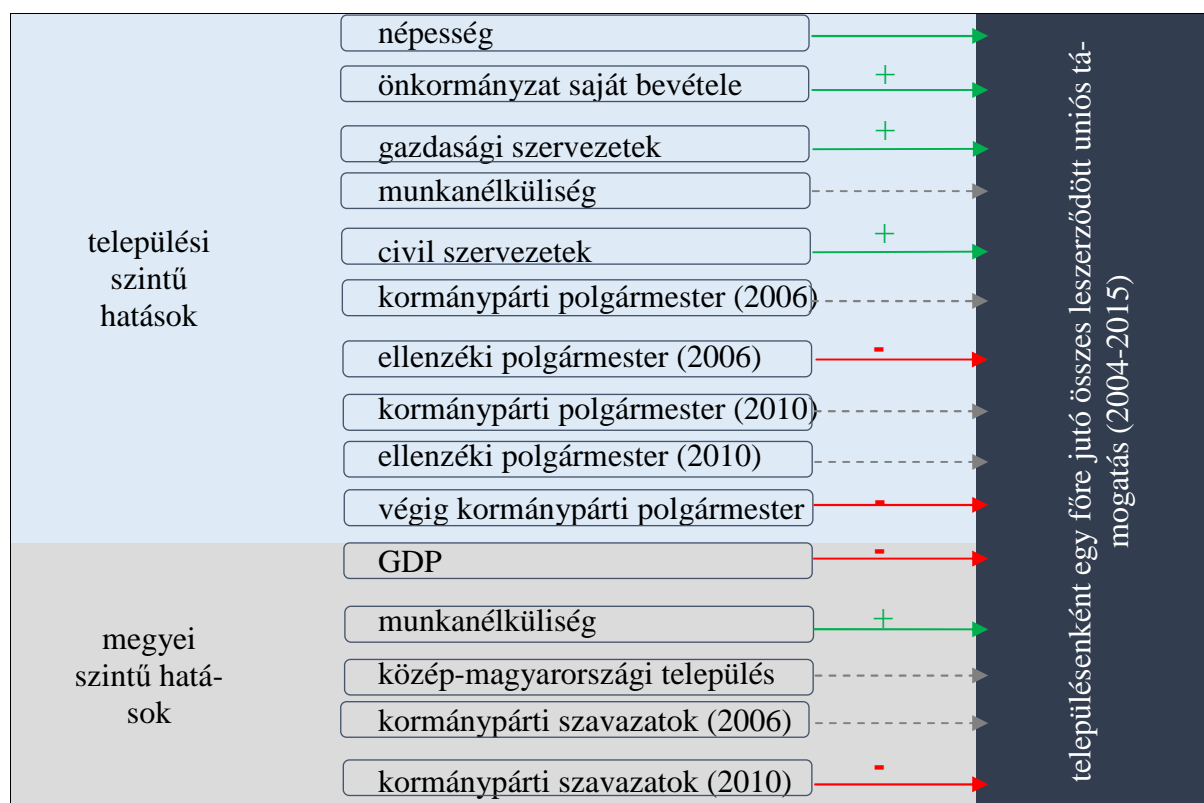 népesség
önkormányzat saját bevétele
+
gazdasági szervezetek
+
munkanélküliség
civil szervezetek
+
kormánypárti polgármester (2006)
ellenzéki polgármester (2006)
-
kormánypárti polgármester (2010)
ellenzéki polgármester (2010)
végig kormánypárti polgármester
-
települési
szintű
hatások
GDP
-
munkanélküliség
+
közép-magyarországi település
kormánypárti szavazatok (2006)
kormánypárti szavazatok (2010)
-
megyei
szintű hatá-
sok
településenként egy főre jutó összes leszerződött uniós tá-
mogatás (2004-2015)